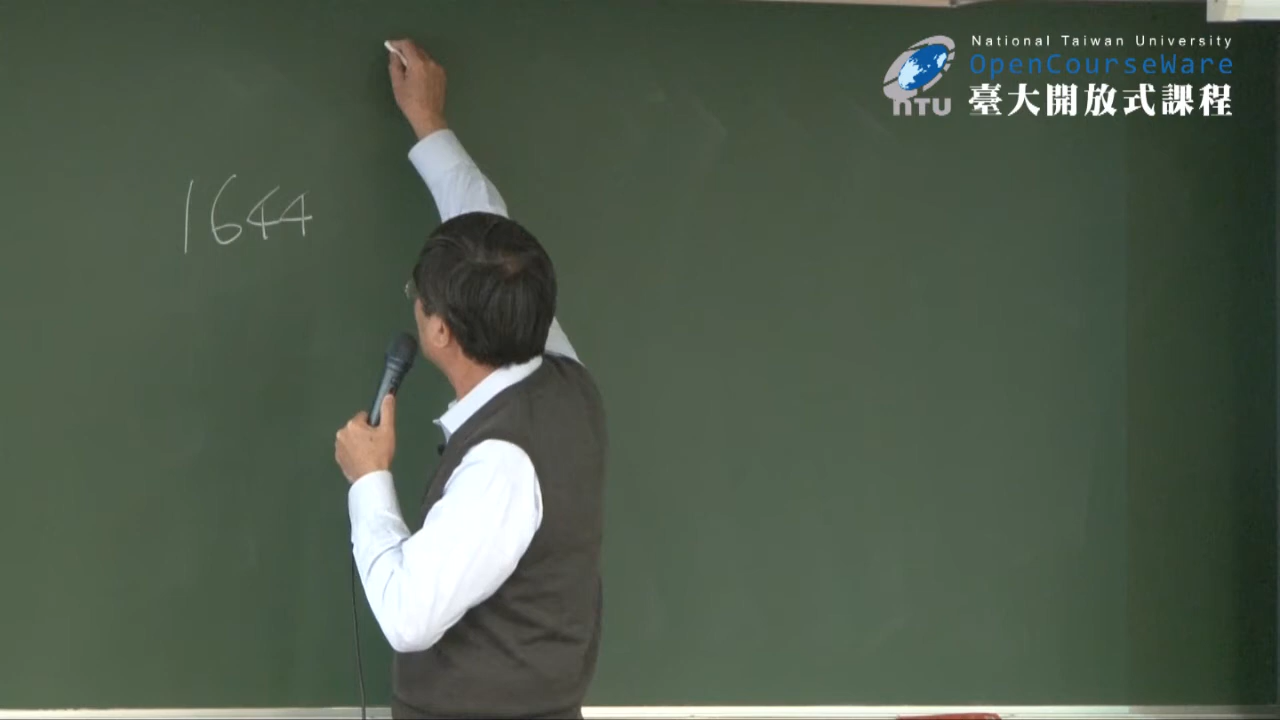 National Taiwan University
OpenCourseWare
NTU
臺大開放式課程
1644